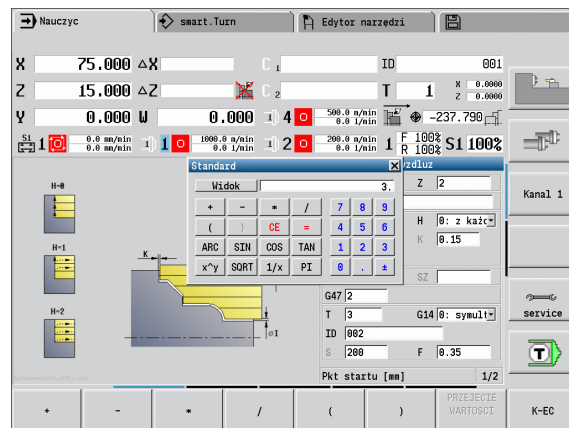 Nauczyc smart.Turn Edytor narzędzi
X 75.000 △X C 1 ID 001
Z 15.000 △Z C 2 T 1 X 0.0000
Z 0.0000
Y 0.000 W 0.000 4 500.0 m/min
0.0 1/min -237.790
S1 1 0.0 mm/min
0.0 mm/min 1 1000.0 m/min
0.0 1/min 2 200.0 m/min
0.0 1/min 1 F 100%
R 100% S1 100%
Standard
Widok 3.
+ - * / 7 8 9
( ) CE = 4 5 6
ARC SIN COS TAN 1 2 3
x^y SQRT 1/x PI 0 . ±
H-0
H-1
H-2
K
øI
Z 2
H 0: z każd
K 0.15
SZ
G47 2
T 3 G14 0: symult
ID 002
S 200 F 0.35
Pkt startu [mm] 1/2
Kanal 1
service
T
+ - * / ( ) PRZEJECIE
WARTOSCI K-EC